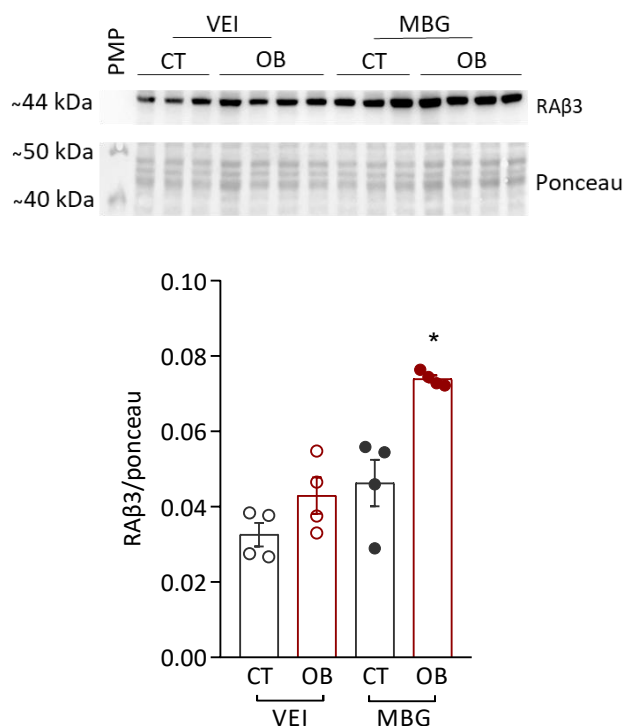 VEI MBG
PMP CT OB CT OB
~44 kDa RAβ3
~50 kDa
Ponceau
~40 kDa
0.10
*
0.08
0.06
0.04
0.02
0.00
RAβ3/ponceau
CT OB CT OB
VEI MBG